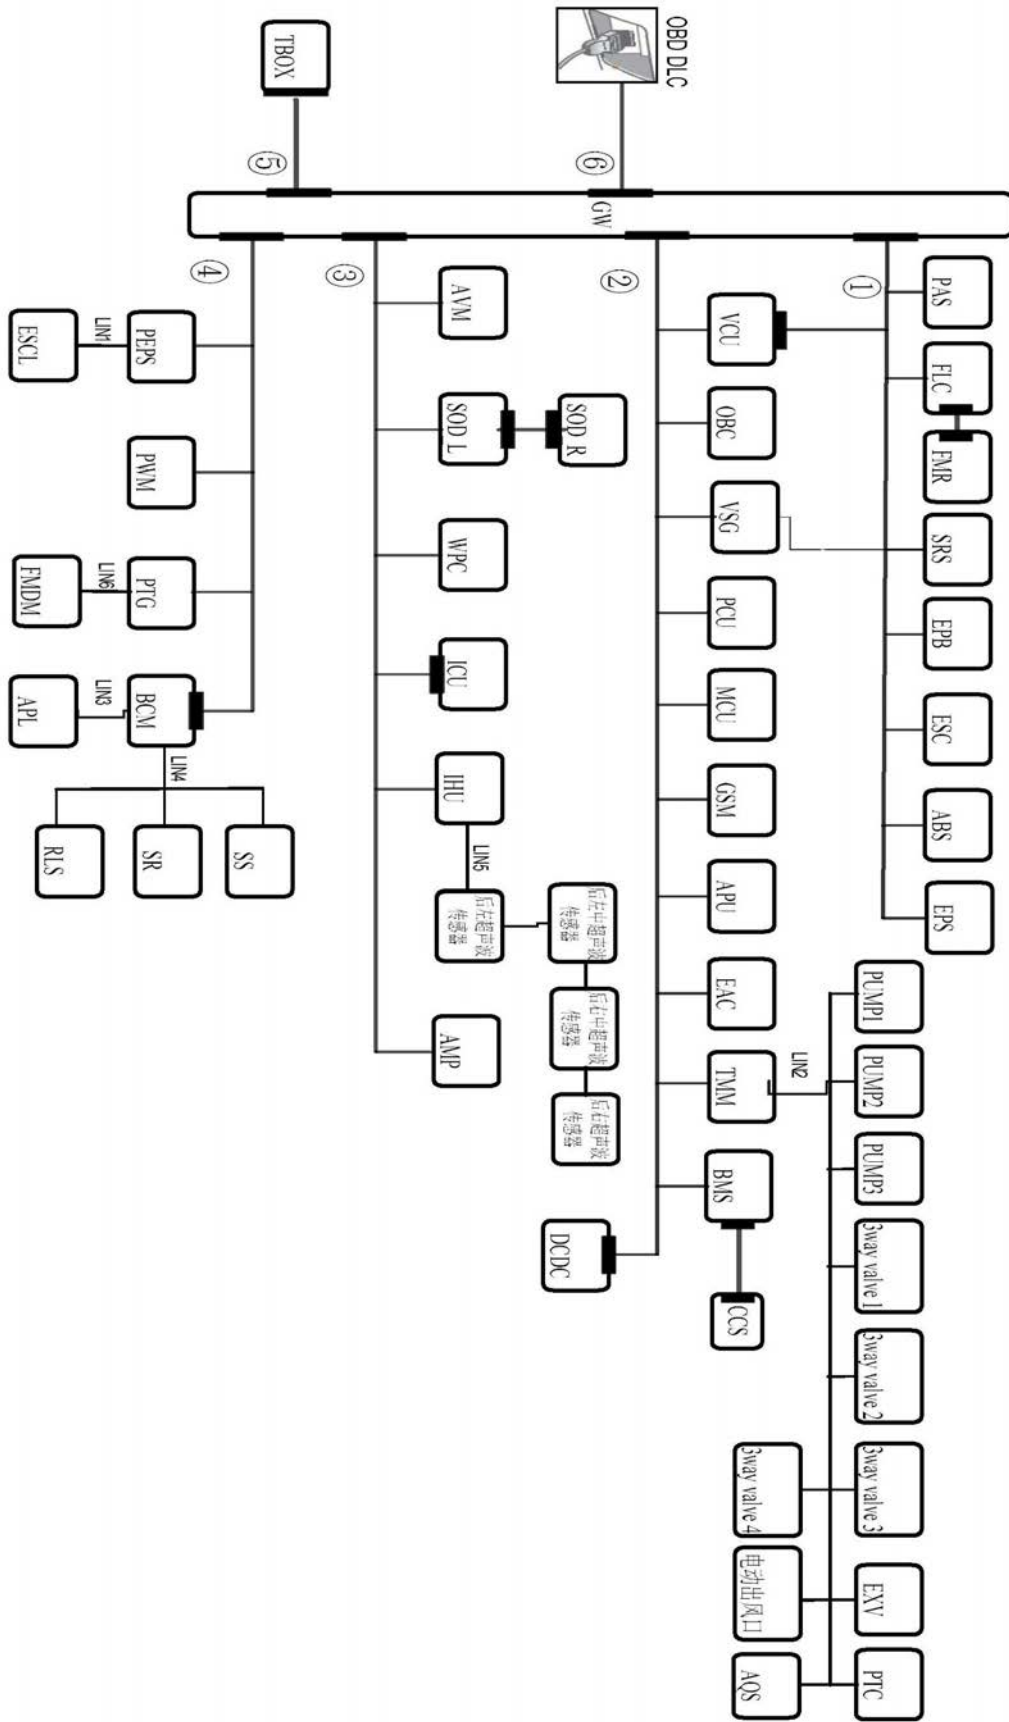 PAS
FLC
FMR
SRS
EPB
ESC
ABS
EPS
PUMP1
PUMP2
PUMP3
3way valve 1
3way valve 2
3way valve 3
EXV
PTC
①
LIN2
VCU
OBC
VSG
PCU
MCU
GSM
APU
EAC
TMM
BMS
CCS
3way valve 4
电动出风口
AQS
OBD DLC
⑥
GW
②
SOD R
后左中超声波
传感器
后右中超声波
传感器
后右超声波
传感器
DCDC
AVM
SOD L
WPC
ICU
IHU
LIN5
后左超声波
传感器
AMP
③
TBOX
⑤
④
SS
PEPS
PWM
PTG
BCM
LIN4
SR
LIN1
LIN6
LIN3
RLS
ESCL
FMDM
APL